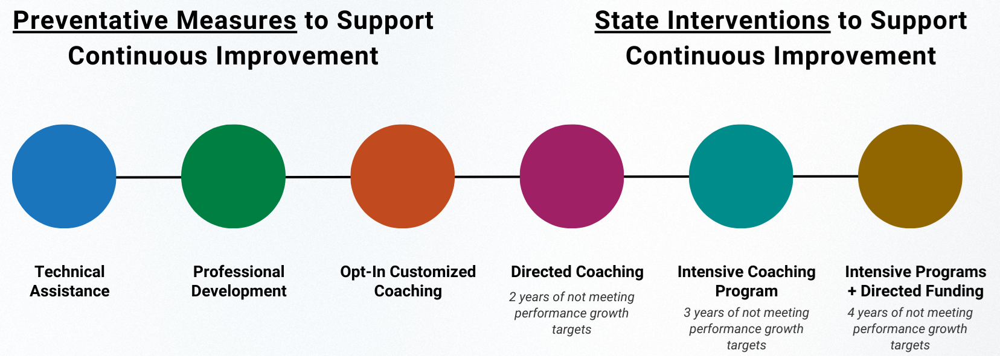 Preventative Measures to Support
Continuous Improvement
State Interventions to Support
Continuous Improvement
Technical
Assistance
Professional
Development
Opt-In Customized
Coaching
Directed Coaching
2 years of not meeting
performance growth
targets
Intensive Coaching
Program
3 years of not meeting
performance growth
targets
Intensive Programs
+ Directed Funding
4 years of not meeting
performance growth
targets